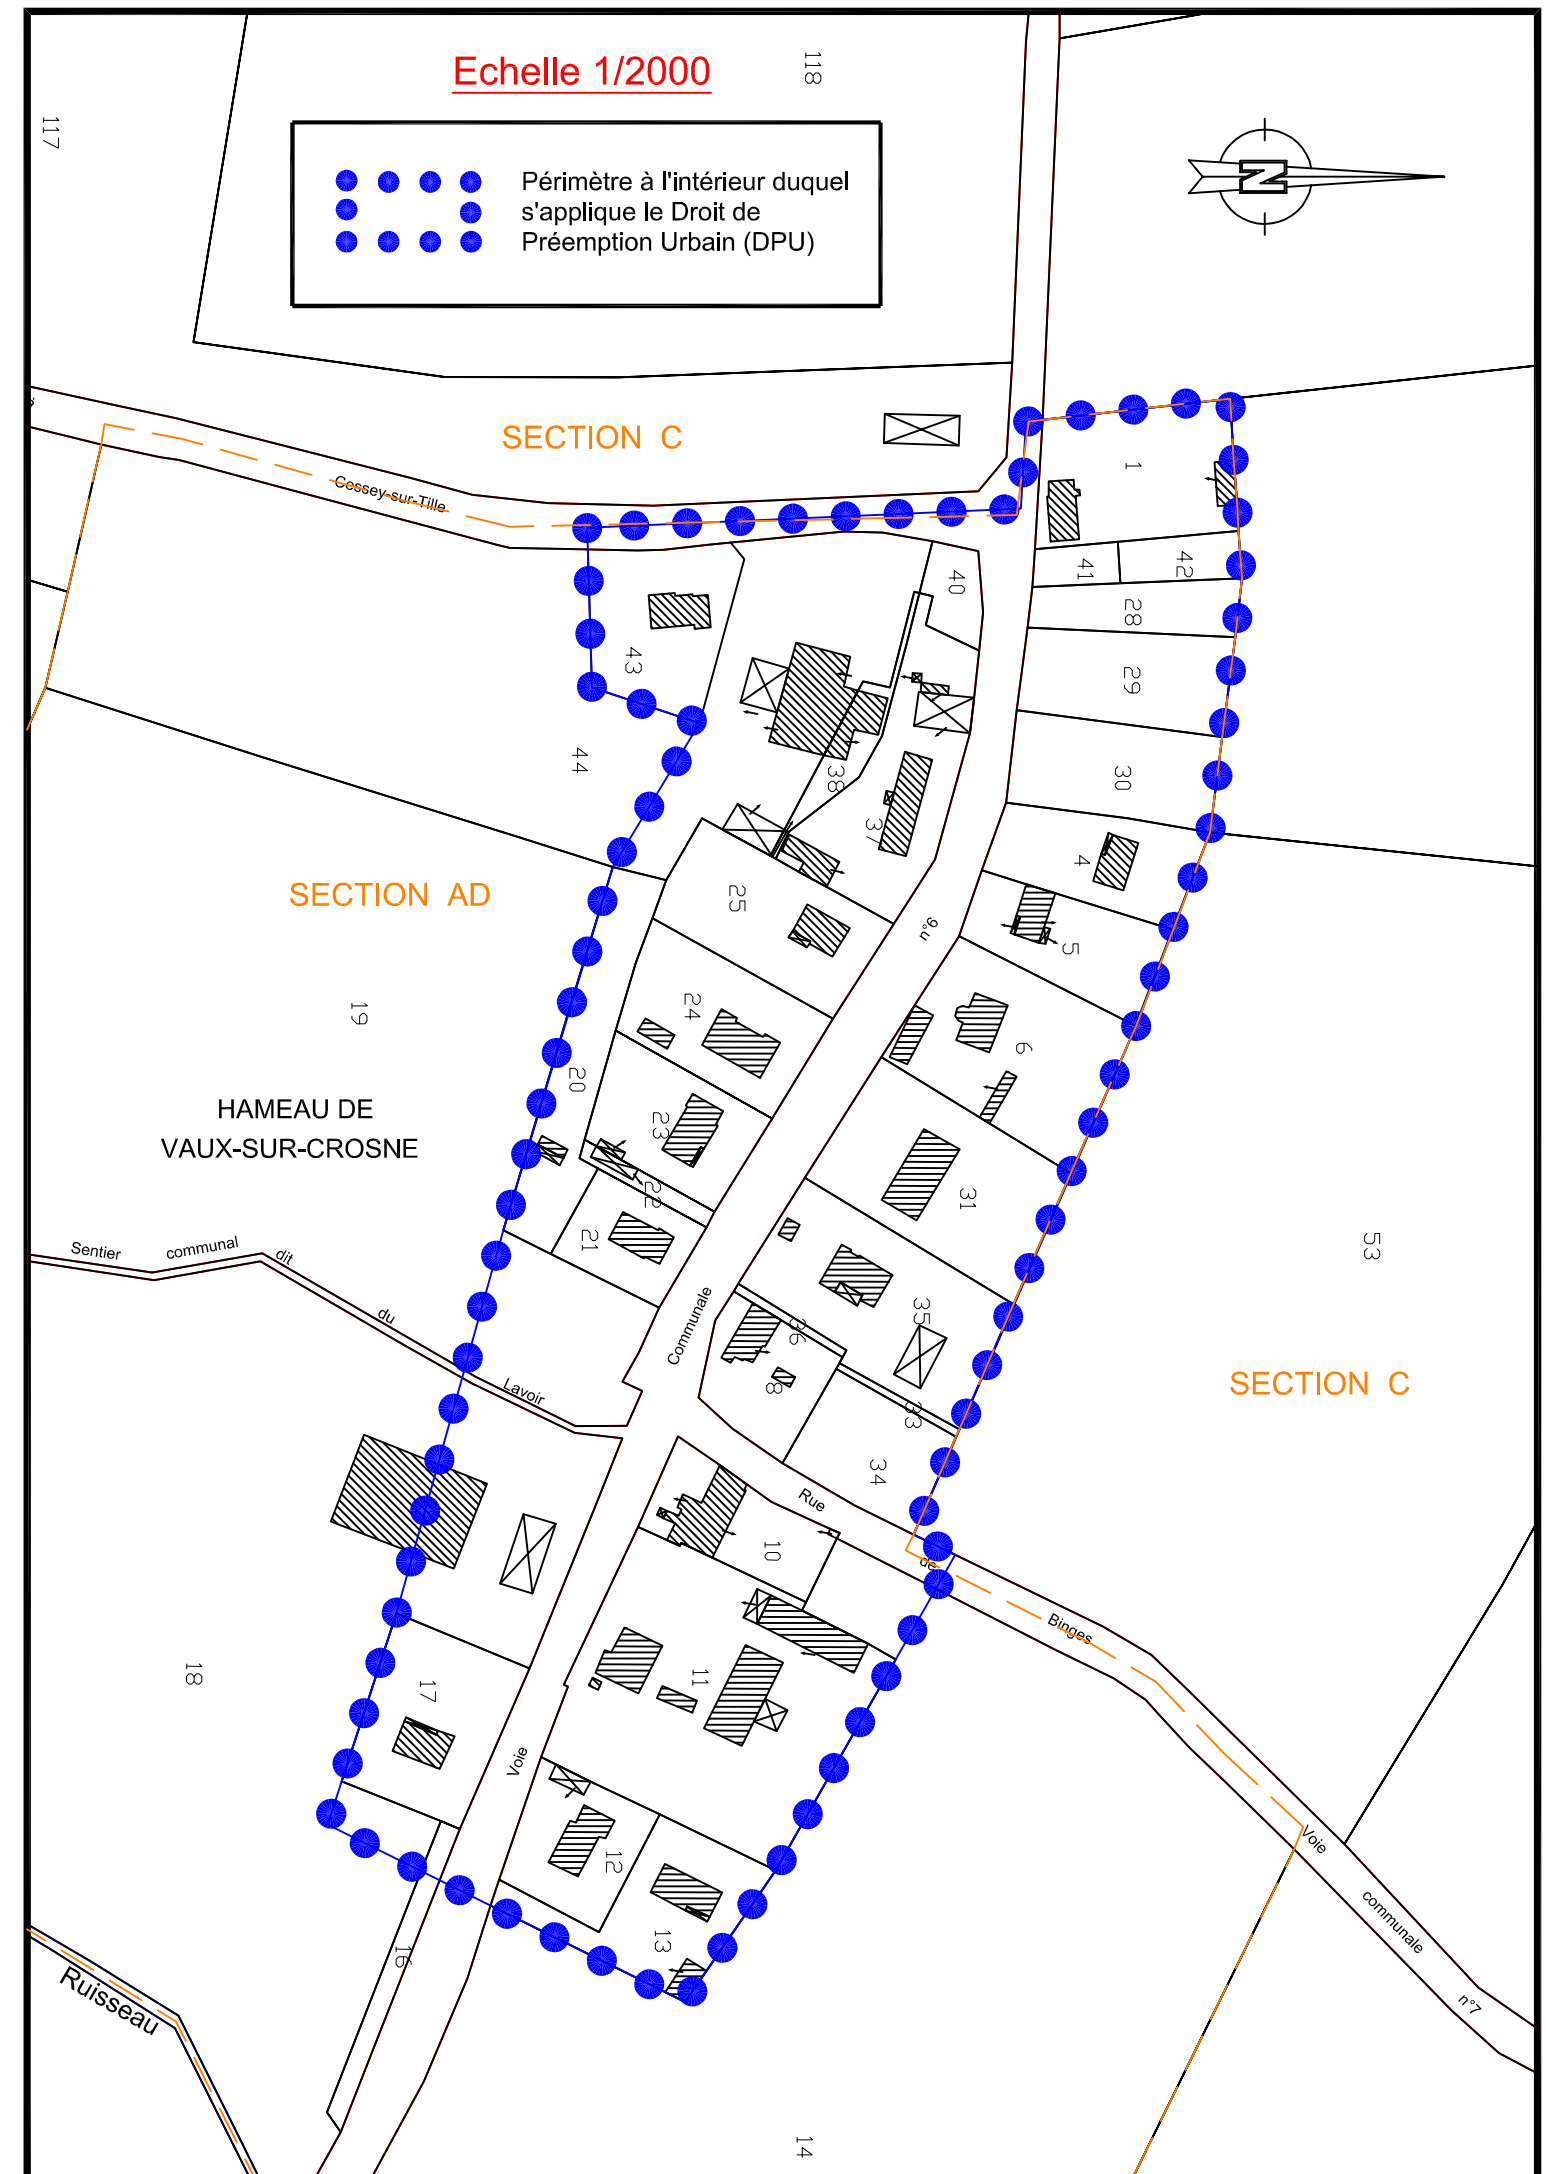 Echelle 1/2000
118
117
Périmètre à l'intérieur duquel
s'applique le Droit de
Préemption Urbain (DPU)
N
SECTION C
Cessey-sur-Tille
1
40
41
42
28
43
29
44
38
30
37
4
SECTION AD
25
n°6
5
19
24
6
20
HAMEAU DE
VAUX-SUR-CROSNE
23
22
31
21
53
Sentier communal dit du Lavoir
Communale
36
35
8
33
SECTION C
34
Rue de Binges
10
18
17
11
Voie
12
Voie communale n°7
13
16
Ruisseau
14